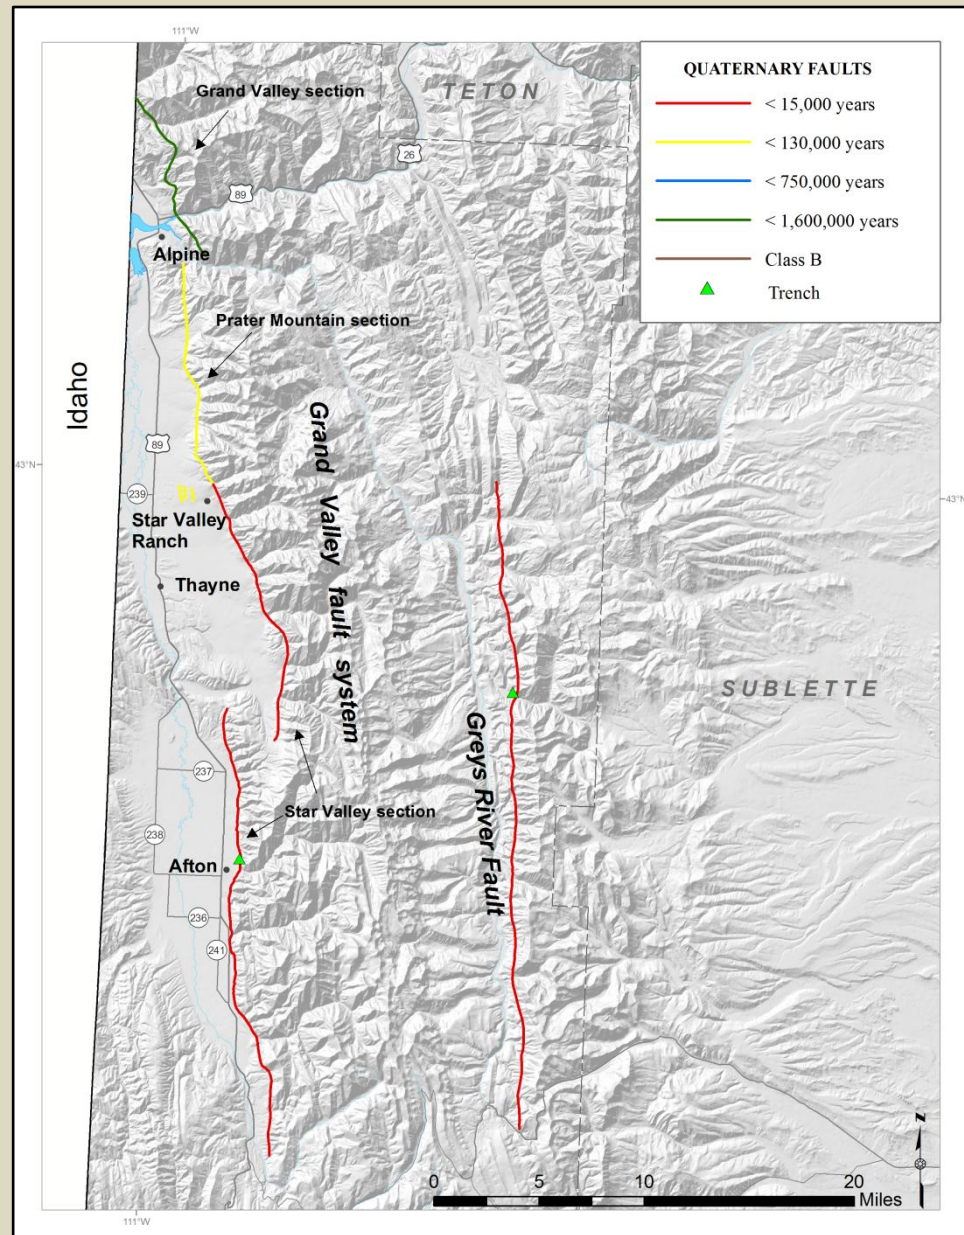 111°W
QUATERNARY FAULTS
< 15,000 years
< 130,000 years
< 750,000 years
< 1,600,000 years
Class B
Trench
Grand Valley section
TETON
26
89
Alpine
Prater Mountain section
Idaho
Grand Valley fault system
89
43°N
239
43°N
Star Valley
Ranch
Thayne
SUBLETTE
Greys River Fault
237
Star Valley section
238
Afton
236
241
N
0 5 10 20
Miles
111°W